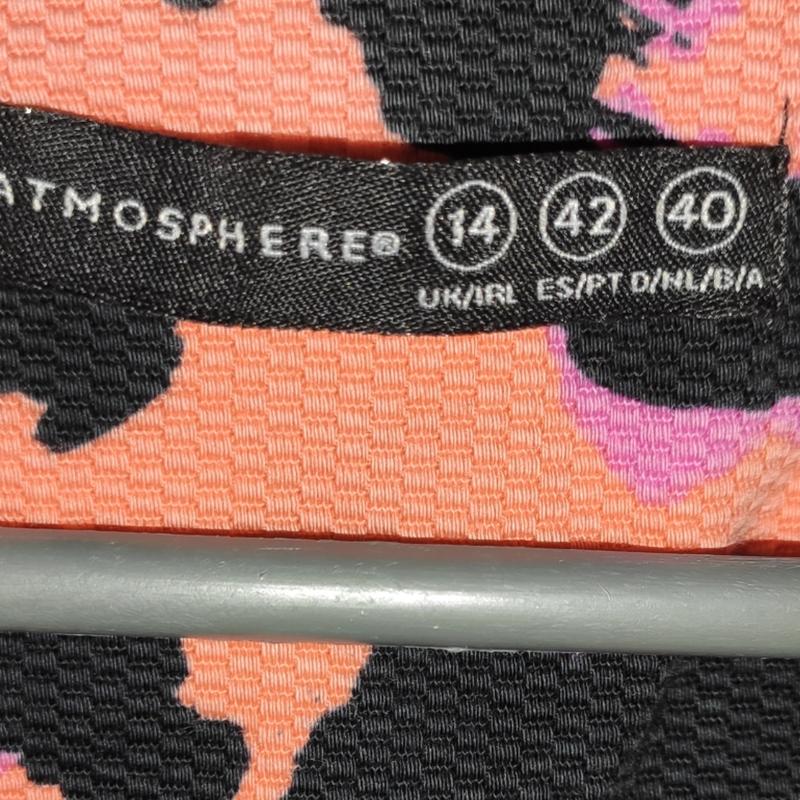 ATMOSPHERE® 14 42 40
UK/IRL ES/PT D/NL/B/A